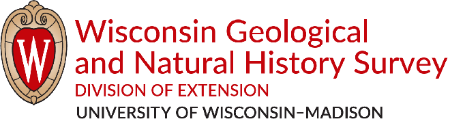 W
Wisconsin Geological
and Natural History Survey
DIVISION OF EXTENSION
UNIVERSITY OF WISCONSIN–MADISON